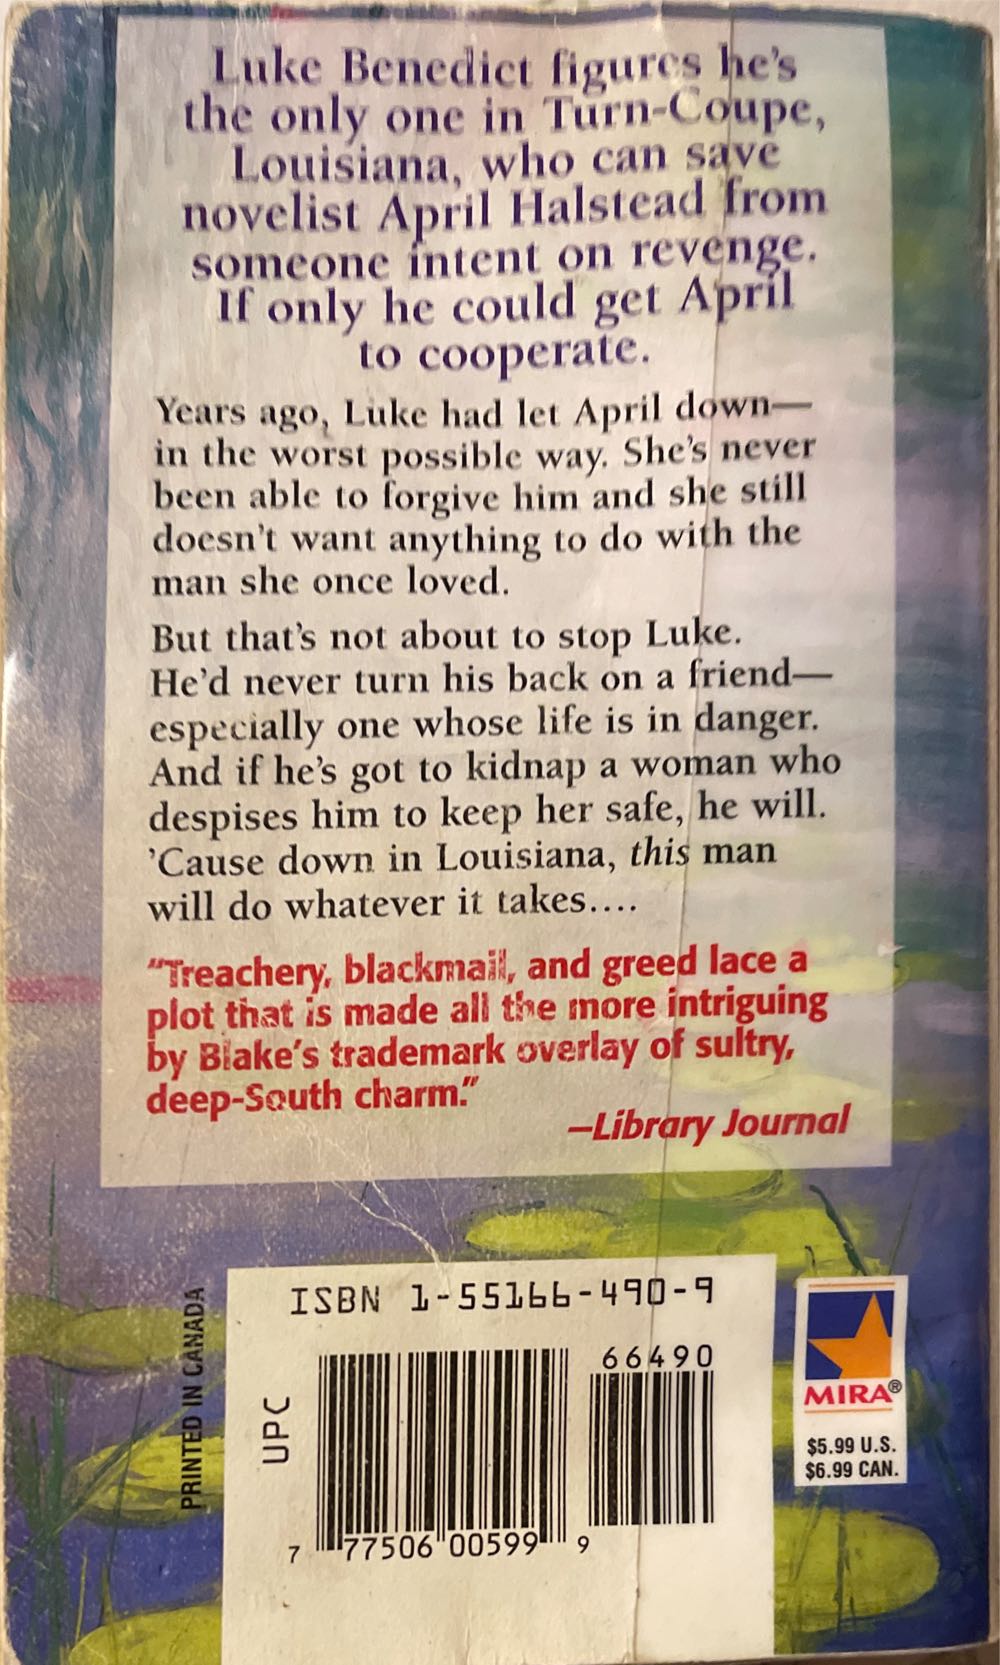 Luke Benedict figures he's
the only one in Turn-Coupe,
Louisiana, who can save
novelist April Halstead from
someone intent on revenge.
If only he could get April
to cooperate.
Years ago, Luke had let April down—
in the worst possible way. She's never
been able to forgive him and she still
doesn't want anything to do with the
man she once loved.
But that's not about to stop Luke.
He'd never turn his back on a friend—
especially one whose life is in danger.
And if he's got to kidnap a woman who
despises him to keep her safe, he will.
'Cause down in Louisiana, this man
will do whatever it takes....
"Treachery, blackmail, and greed lace a
plot that is made all the more intriguing
by Blake's trademark overlay of sultry,
deep-South charm."
—Library Journal
PRINTED IN CANADA
ISBN 1-55166-490-9
66490
UPC
7 77506 00599 9
MIRA®
$5.99 U.S.
$6.99 CAN.